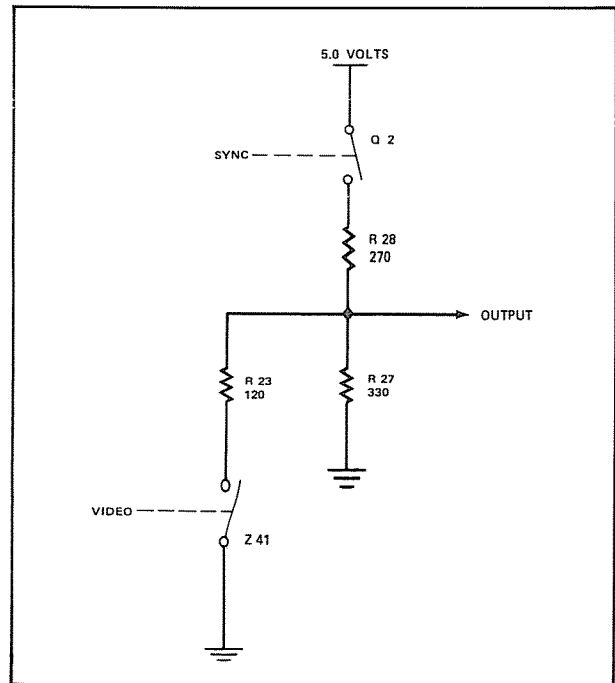 5.0 VOLTS
Q 2
SYNC
R 28
270
OUTPUT
R 23
120
R 27
330
VIDEO
Z 41